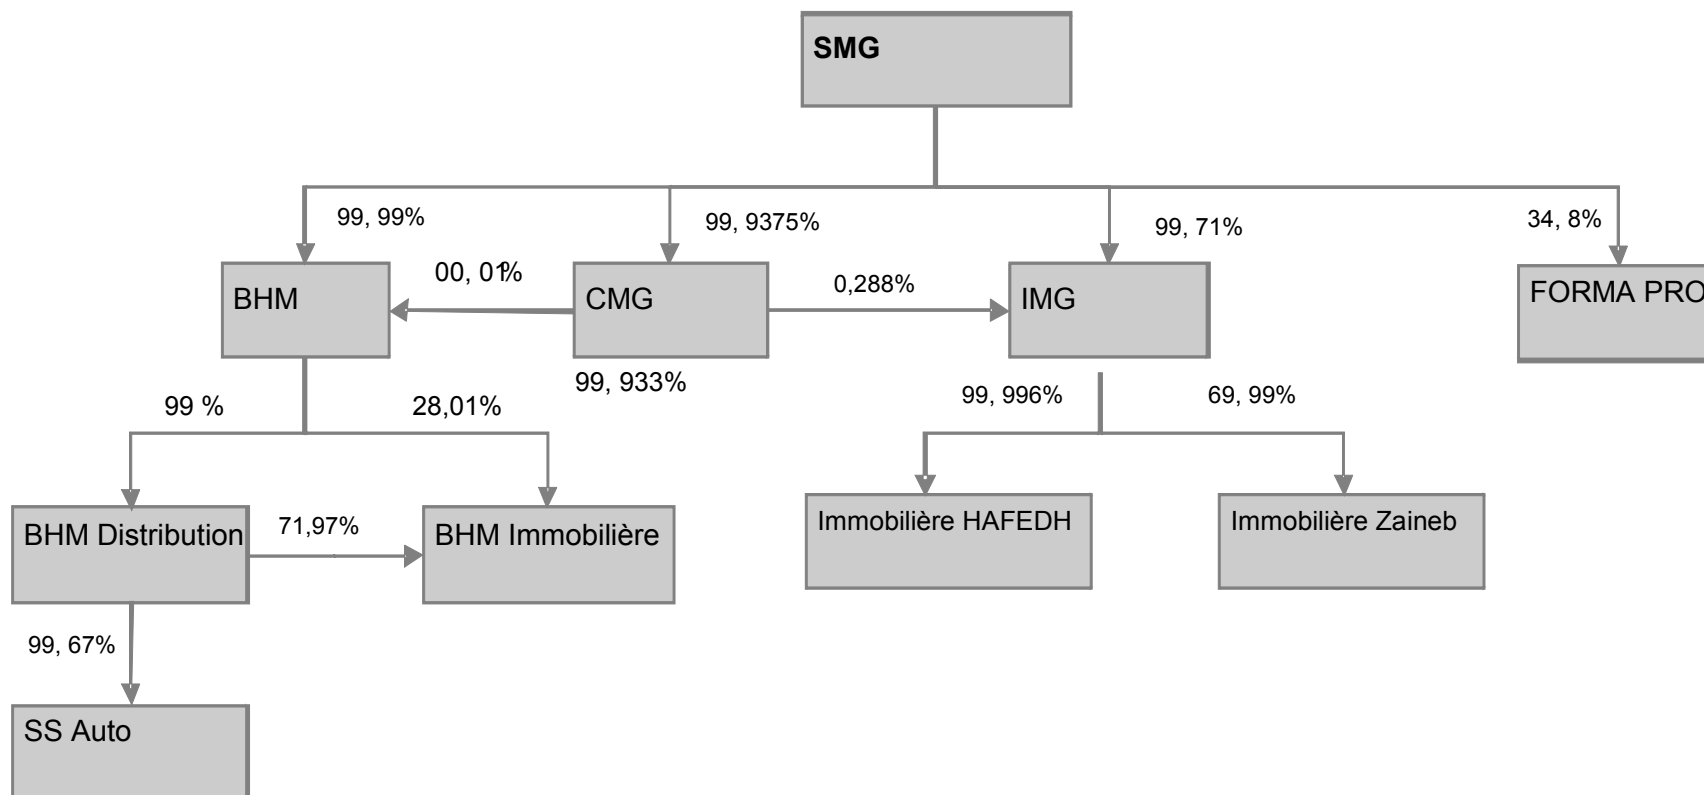 SMG
99, 99%
99, 9375%
99, 71%
34, 8%
BHM
00, 01%
CMG
0,288%
IMG
FORMA PRO
99 %
28,01%
99, 933%
99, 996%
69, 99%
BHM Distribution
71,97%
BHM Immobilière
Immobilière HAFEDH
Immobilière Zaineb
99, 67%
SS Auto